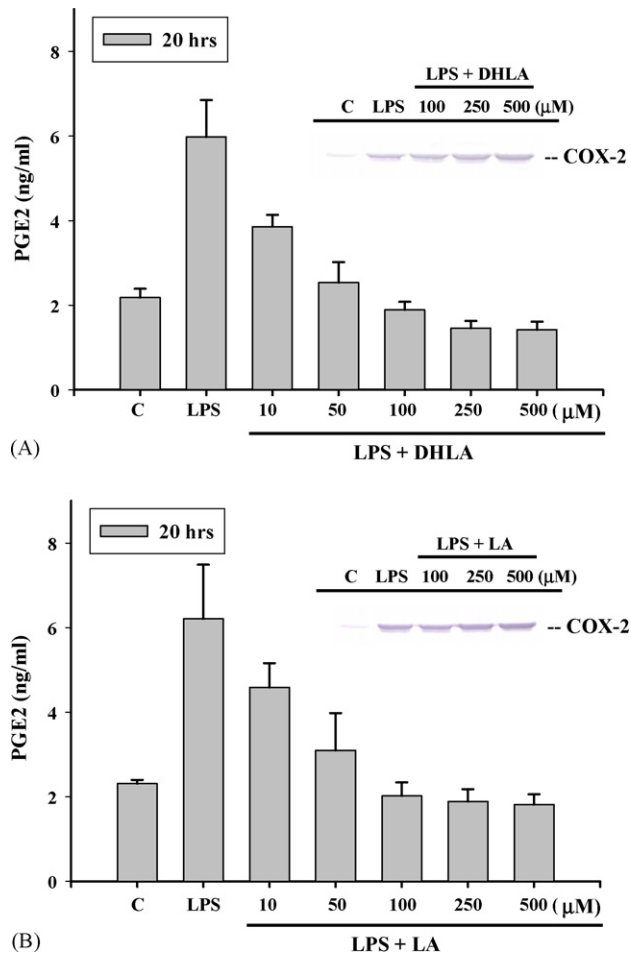 8
20 hrs
LPS + DHLA
C LPS 100 250 500 (μM)
-- COX-2
6
PGE2 (ng/ml)
4
2
0
C LPS 10 50 100 250 500 (μM)
(A)
LPS + DHLA
8
20 hrs
LPS + LA
C LPS 100 250 500 (μM)
-- COX-2
6
PGE2 (ng/ml)
4
2
0
C LPS 10 50 100 250 500 (μM)
(B)
LPS + LA